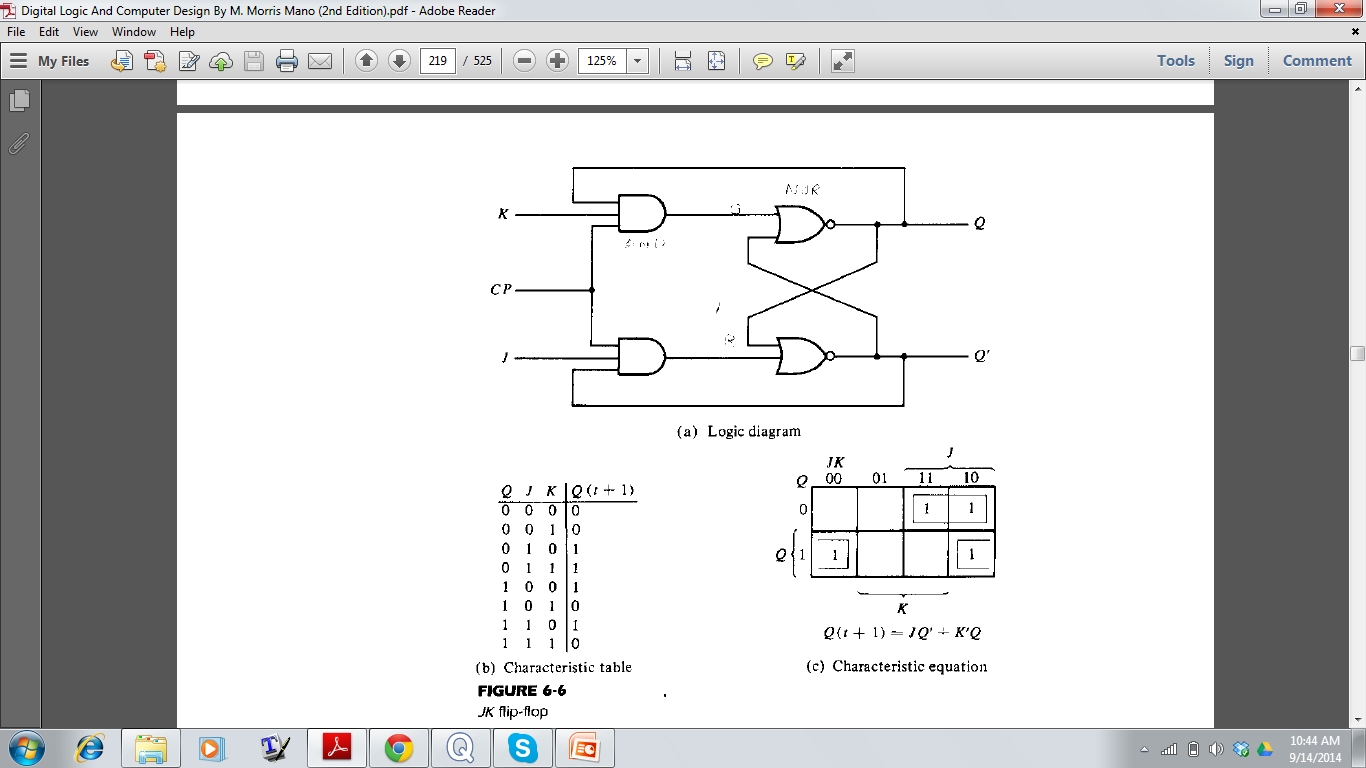 Digital Logic And Computer Design By M. Morris Mano (2nd Edition).pdf - Adobe Reader
File Edit View Window Help
My Files 219 / 525 125% Tools Sign Comment
NOR
K
Q
AND
CP
R
J
Q'
(a) Logic diagram
Q J K Q(t + 1)
0 0 0 0
0 0 1 0
0 1 0 1
0 1 1 1
1 0 0 1
1 0 1 0
1 1 0 1
1 1 1 0
(b) Characteristic table
J
JK
Q 00 01 11 10
0 1 1
Q 1 1 1
K
Q(t + 1) = JQ' + K'Q
(c) Characteristic equation
FIGURE 6-6
JK flip-flop
10:44 AM
9/14/2014